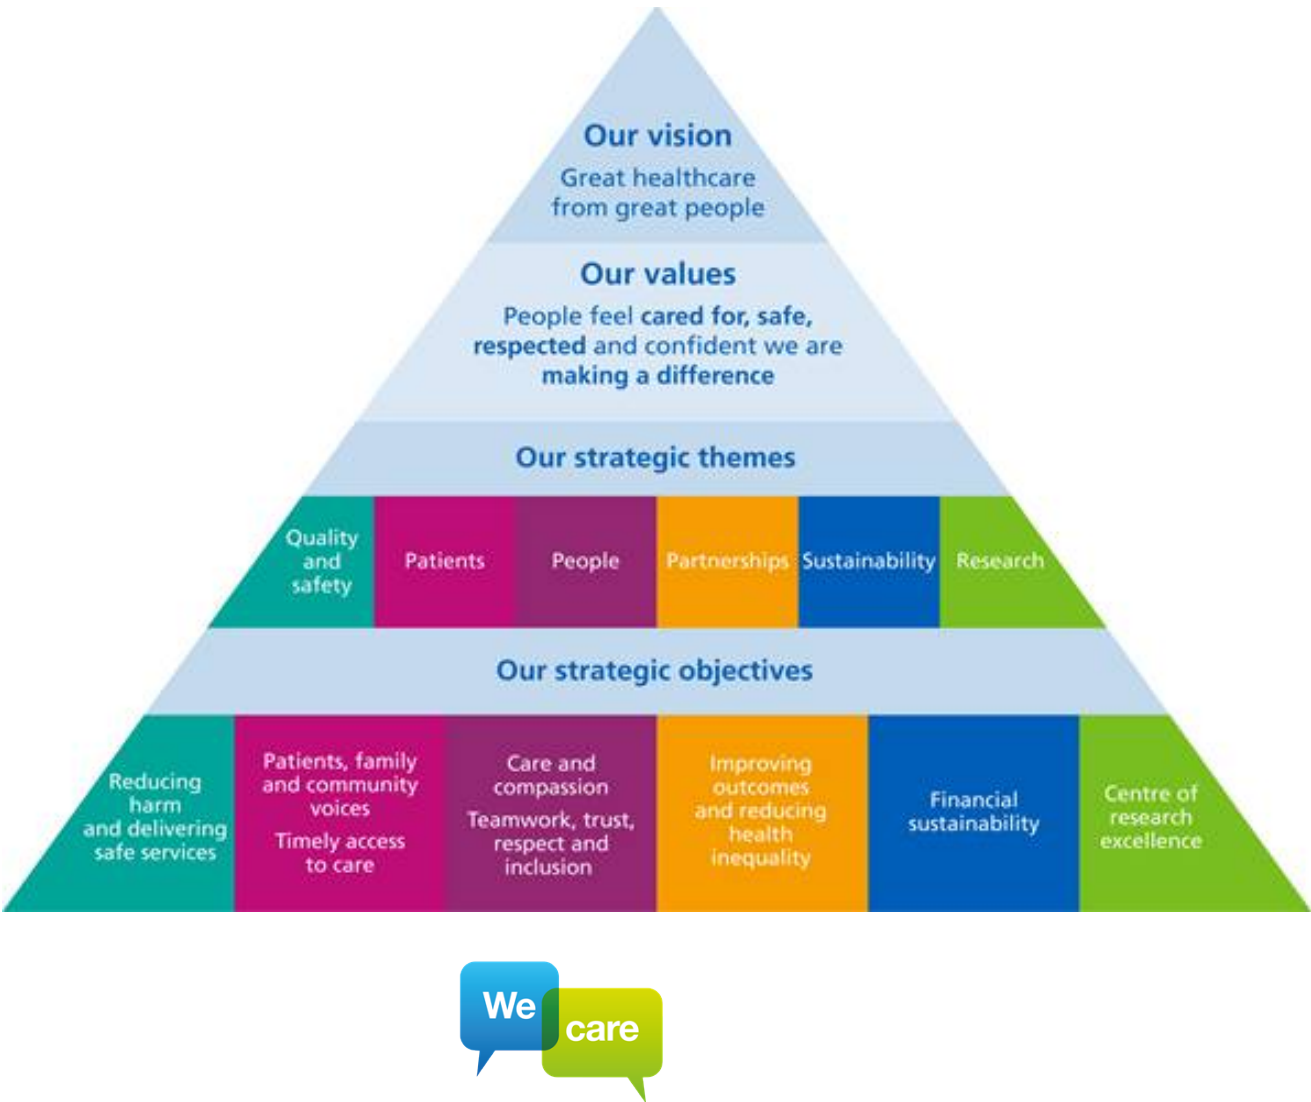 Our vision
Great healthcare
from great people
Our values
People feel cared for, safe,
respected and confident we are
making a difference
Our strategic themes
Quality
and
safety
Patients
People
Partnerships
Sustainability
Research
Our strategic objectives
Reducing
harm
and delivering
safe services
Patients, family
and community
voices
Timely access
to care
Care and
compassion
Teamwork, trust,
respect and
inclusion
Improving
outcomes
and reducing
health
inequality
Financial
sustainability
Centre of
research
excellence
We
care